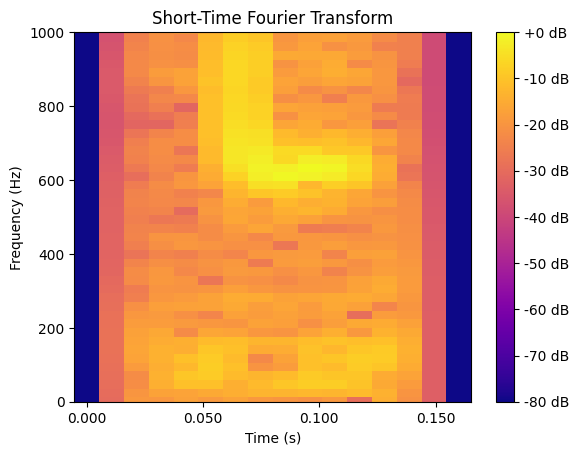 Short-Time Fourier Transform
Frequency (Hz)
1000
800
600
400
200
0
0.000
0.050
0.100
0.150
Time (s)
+0 dB
-10 dB
-20 dB
-30 dB
-40 dB
-50 dB
-60 dB
-70 dB
-80 dB